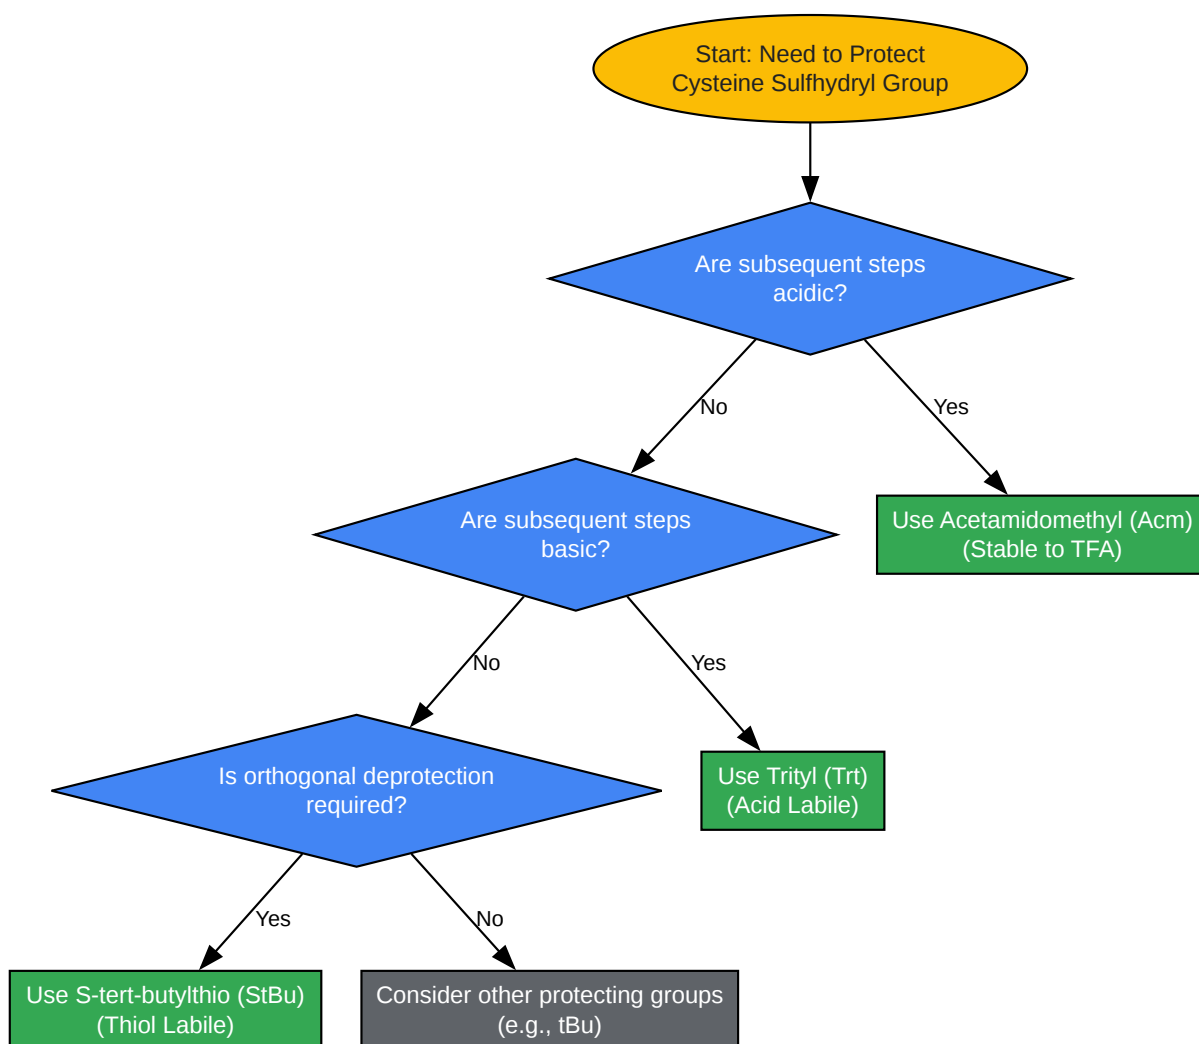 Start: Need to Protect
Cysteine Sulfhydryl Group
Are subsequent steps
acidic?
No
Yes
Are subsequent steps
basic?
Use Acetamidomethyl (Acm)
(Stable to TFA)
No
Yes
Is orthogonal deprotection
required?
Use Trityl (Trt)
(Acid Labile)
Yes
No
Use S-tert-butylthio (StBu)
(Thiol Labile)
Consider other protecting groups
(e.g., tBu)